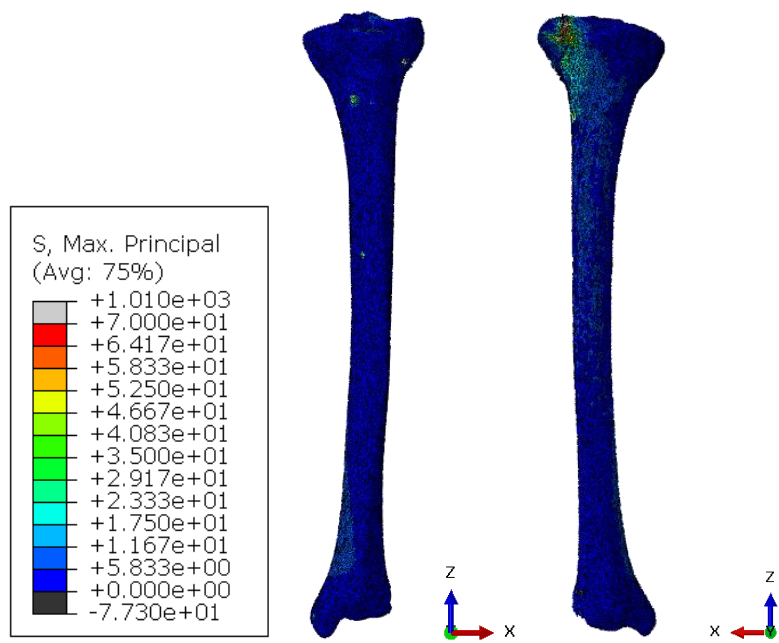 S, Max. Principal
(Avg: 75%)
+1.010e+03
+7.000e+01
+6.417e+01
+5.833e+01
+5.250e+01
+4.667e+01
+4.083e+01
+3.500e+01
+2.917e+01
+2.333e+01
+1.750e+01
+1.167e+01
+5.833e+00
+0.000e+00
-7.730e+01
Z
X
Z
X